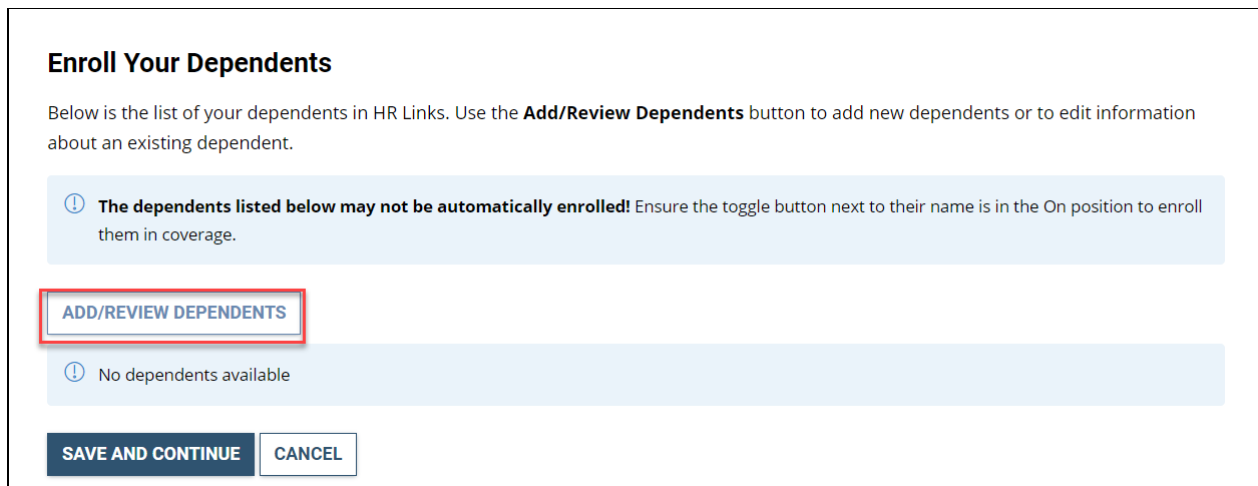 Enroll Your Dependents
Below is the list of your dependents in HR Links. Use the Add/Review Dependents button to add new dependents or to edit information
about an existing dependent.
The dependents listed below may not be automatically enrolled! Ensure the toggle button next to their name is in the On position to enroll
them in coverage.
ADD/REVIEW DEPENDENTS
No dependents available
SAVE AND CONTINUE CANCEL